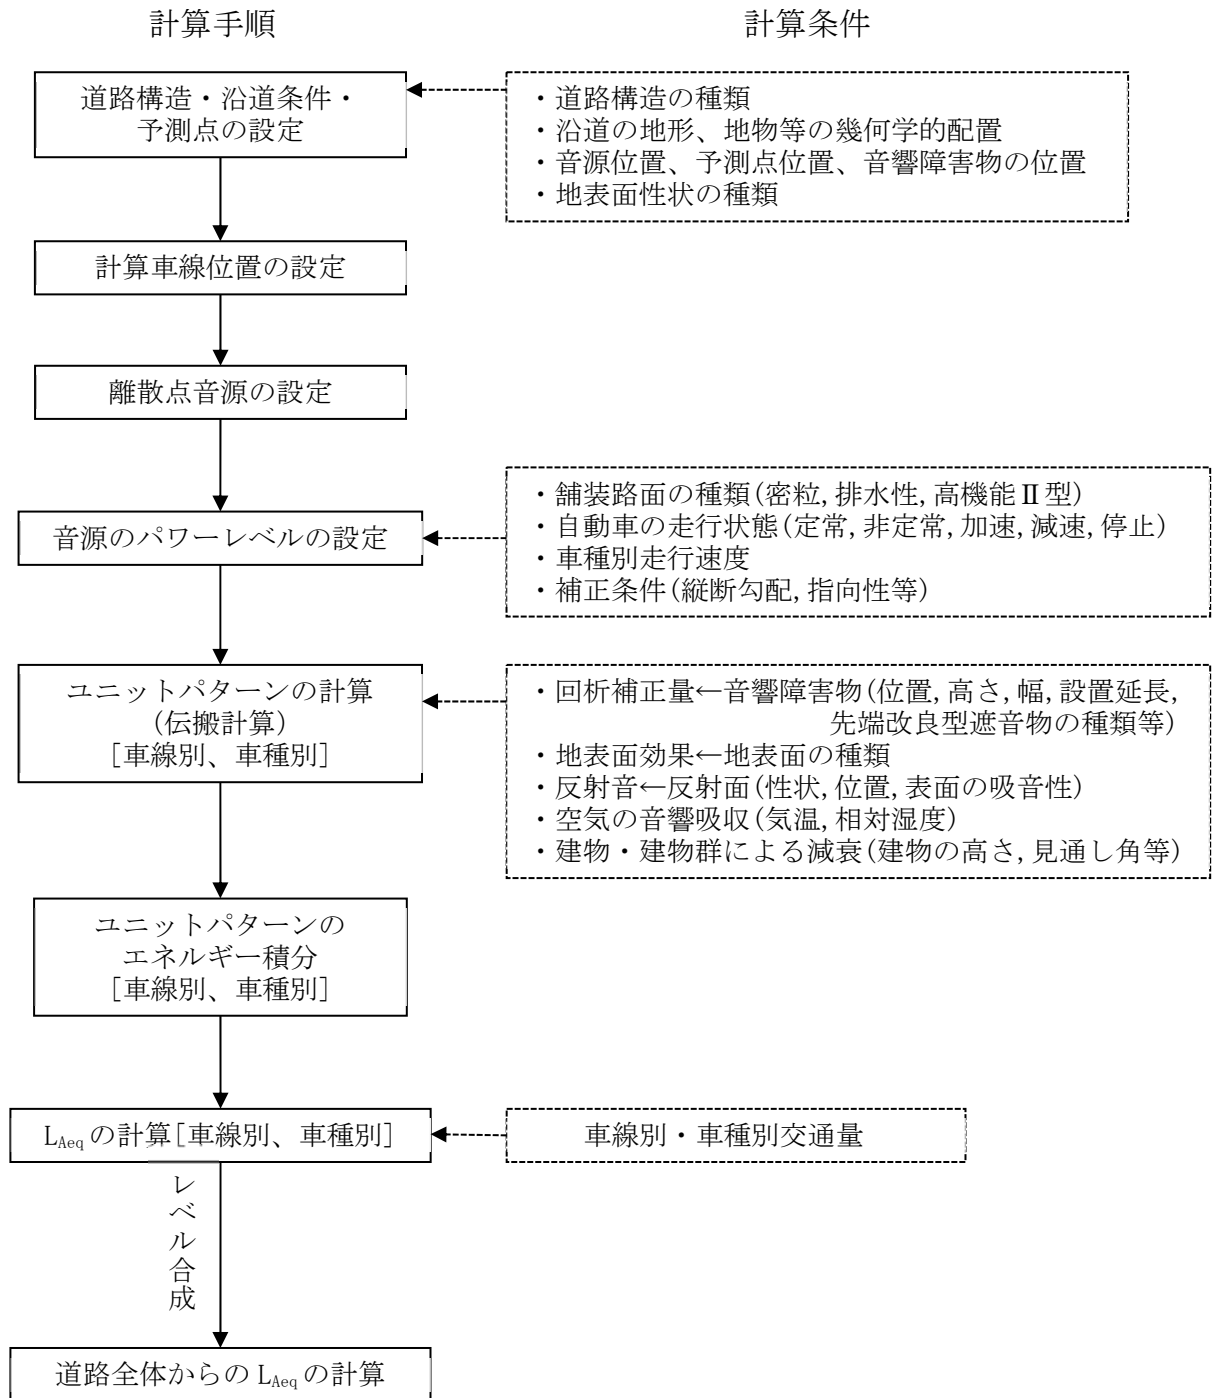 計算手順
計算条件
道路構造・沿道条件・
予測点の設定
・道路構造の種類
・沿道の地形、地物等の幾何学的配置
・音源位置、予測点位置、音響障害物の位置
・地表面性状の種類
計算車線位置の設定
離散点音源の設定
音源のパワーレベルの設定
・舗装路面の種類(密粒,排水性,高機能Ⅱ型)
・自動車の走行状態(定常,非定常,加速,減速,停止)
・車種別走行速度
・補正条件(縦断勾配,指向性等)
ユニットパターンの計算
(伝搬計算)
[車線別、車種別]
・回析補正量←音響障害物(位置,高さ,幅,設置延長,
先端改良型遮音物の種類等)
・地表面効果←地表面の種類
・反射音←反射面(性状,位置,表面の吸音性)
・空気の音響吸収(気温,相対湿度)
・建物・建物群による減衰(建物の高さ,見通し角等)
ユニットパターンの
エネルギー積分
[車線別、車種別]
LAeqの計算[車線別、車種別]
車線別・車種別交通量
レベル合成
道路全体からのLAeqの計算